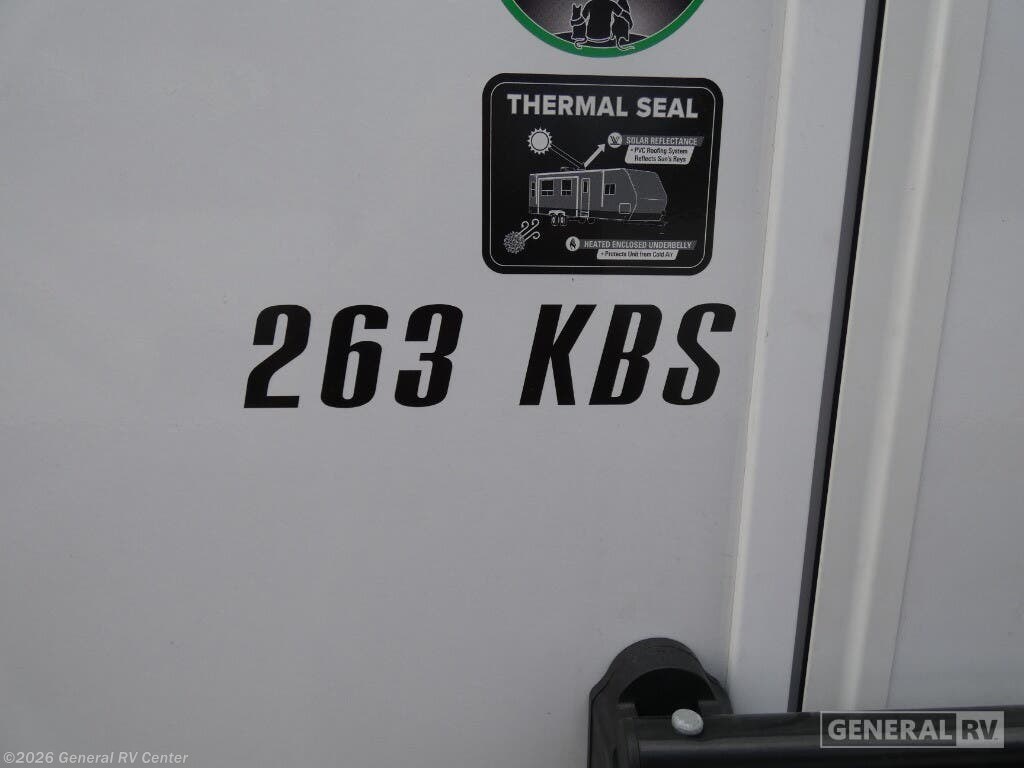 THERMAL SEAL
SOLAR REFLECTANCE
• PVC Roofing System
Reflects Sun's Rays
HEATED ENCLOSED UNDERBELLY
• Protects Unit from Cold Air
263 KBS
GENERAL RV
©2026 General RV Center